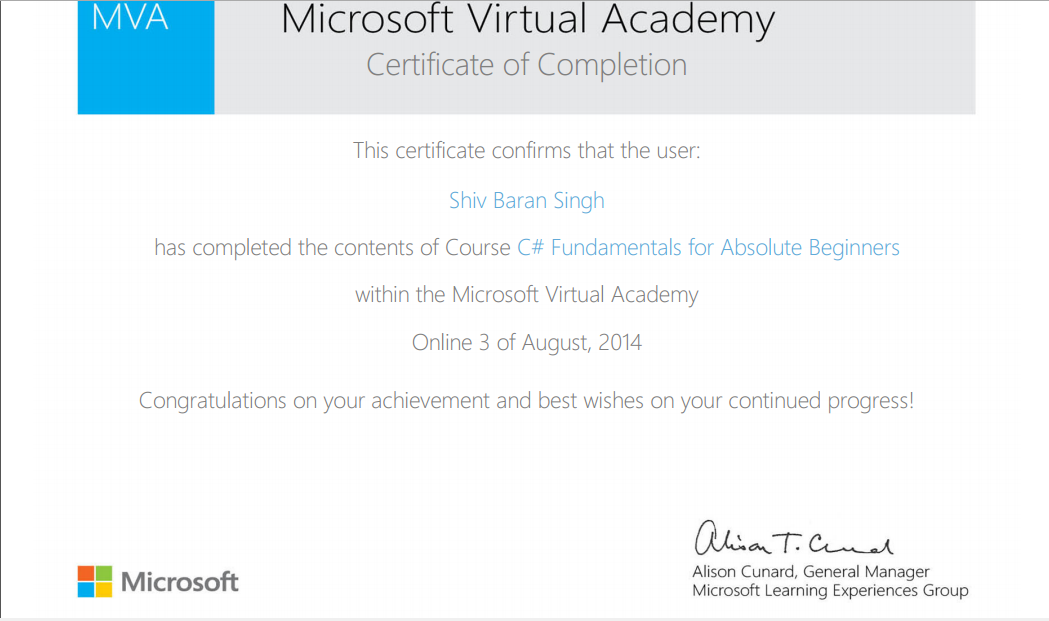 MVA
Microsoft Virtual Academy
Certificate of Completion
This certificate confirms that the user:
Shiv Baran Singh
has completed the contents of Course C# Fundamentals for Absolute Beginners
within the Microsoft Virtual Academy
Online 3 of August, 2014
Congratulations on your achievement and best wishes on your continued progress!
Alison T. Cunard
Alison Cunard, General Manager
Microsoft Learning Experiences Group
Microsoft